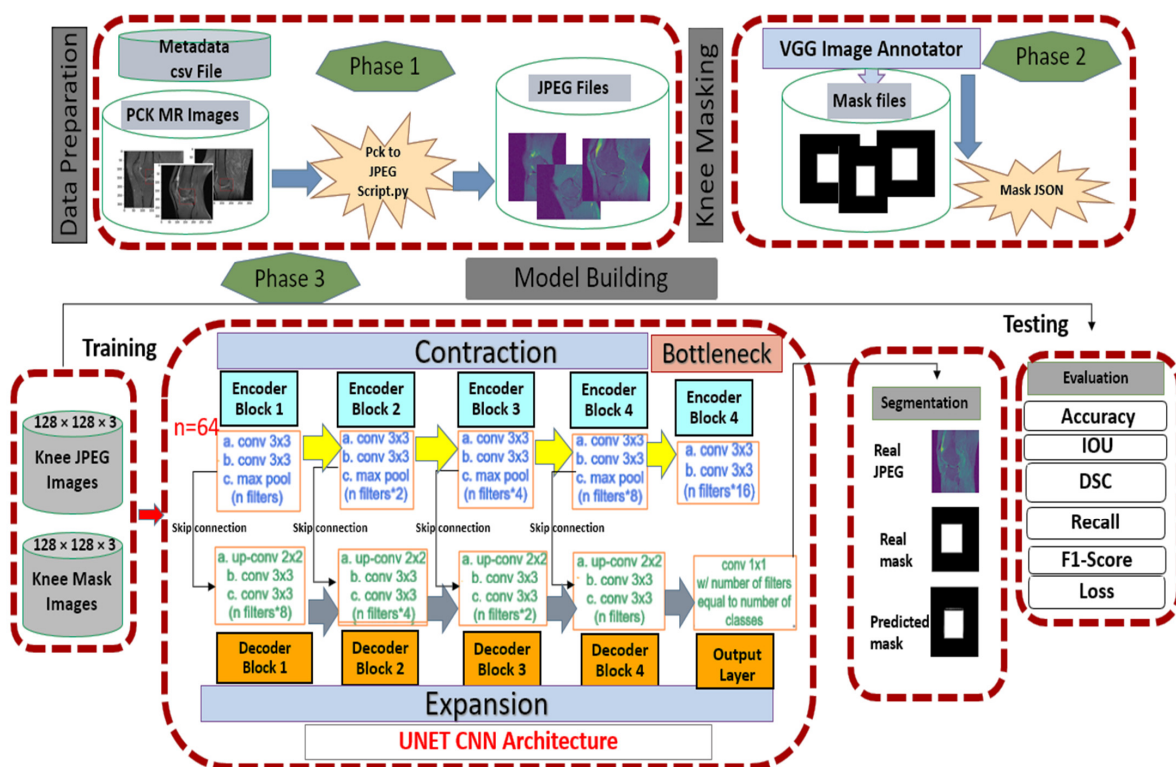 Data Preparation
Metadata
csv File
PCK MR Images
Phase 1
Pck to
JPEG
Script.py
JPEG Files
Knee Masking
VGG Image Annotator
Mask files
Phase 2
Mask JSON
Phase 3
Model Building
Training
Testing
128 × 128 × 3
Knee JPEG
Images
128 × 128 × 3
Knee Mask
Images
Contraction
Bottleneck
n=64
Encoder
Block 1
Encoder
Block 2
Encoder
Block 3
Encoder
Block 4
Encoder
Block 4
a. conv 3x3
b. conv 3x3
c. max pool
(n filters)
a. conv 3x3
b. conv 3x3
c. max pool
(n filters*2)
a. conv 3x3
b. conv 3x3
c. max pool
(n filters*4)
a. conv 3x3
b. conv 3x3
c. max pool
(n filters*8)
a. conv 3x3
b. conv 3x3
(n filters*16)
Skip connection
Skip connection
Skip connection
Skip connection
a. up-conv 2x2
b. conv 3x3
c. conv 3x3
(n filters*8)
a. up-conv 2x2
b. conv 3x3
c. conv 3x3
(n filters*4)
a. up-conv 2x2
b. conv 3x3
c. conv 3x3
(n filters*2)
a. up-conv 2x2
b. conv 3x3
c. conv 3x3
(n filters)
conv 1x1
w/ number of filters
equal to number of
classes
Decoder
Block 1
Decoder
Block 2
Decoder
Block 3
Decoder
Block 4
Output
Layer
Expansion
UNET CNN Architecture
Segmentation
Real
JPEG
Real
mask
Predicted
mask
Evaluation
Accuracy
IOU
DSC
Recall
F1-Score
Loss